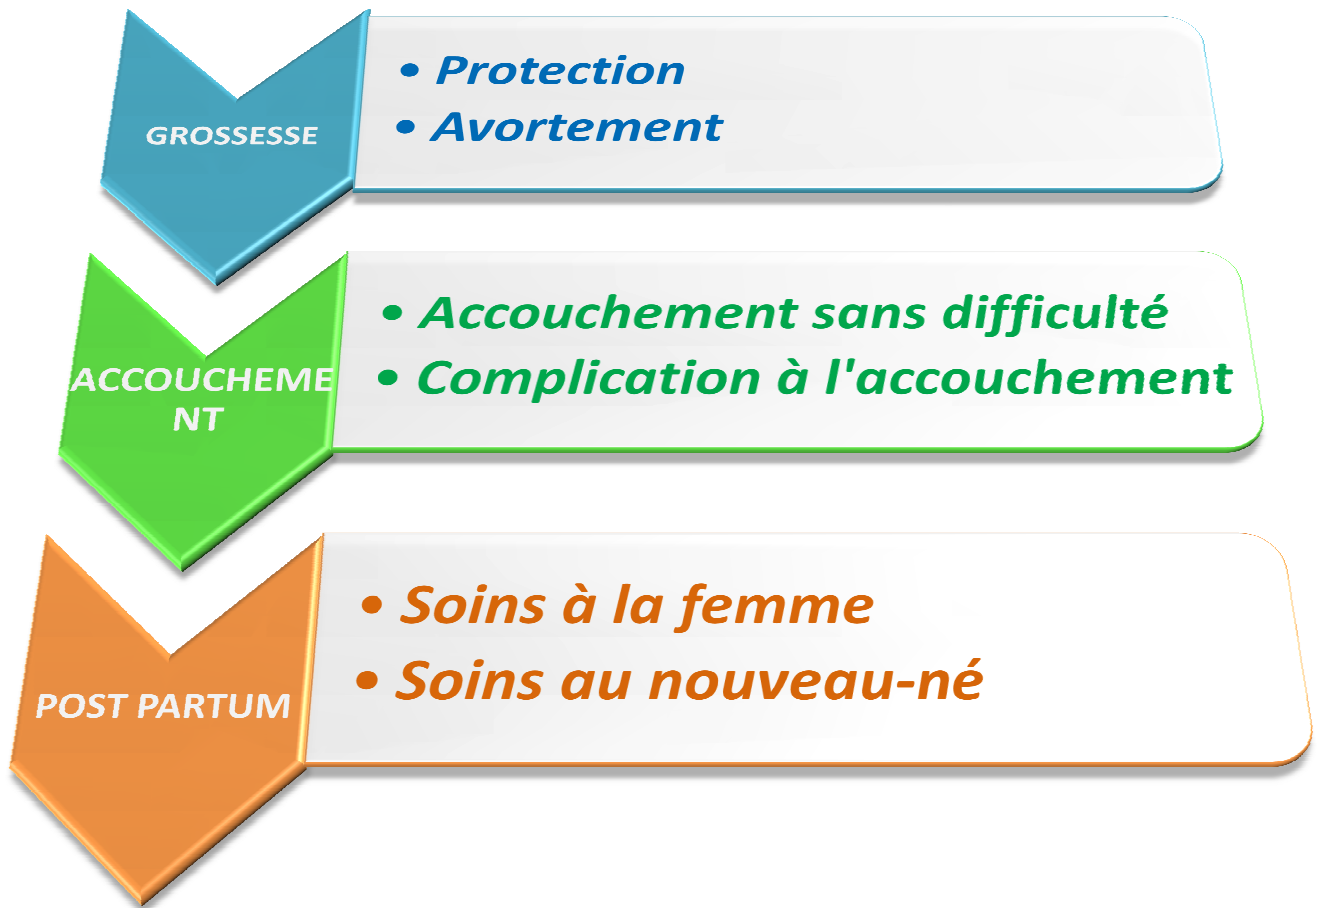 GROSSESSE
• Protection
• Avortement
ACCOUCHEME
NT
• Accouchement sans difficulté
• Complication à l'accouchement
POST PARTUM
• Soins à la femme
• Soins au nouveau-né